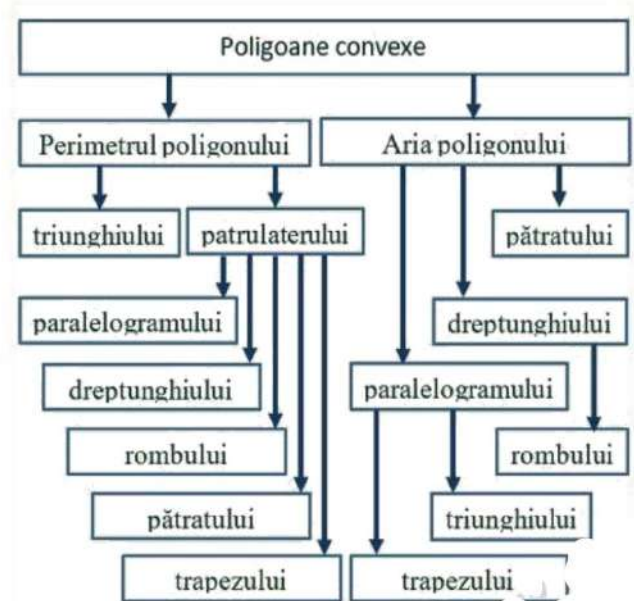 Poligoane convexe
Perimetrul poligonului
Aria poligonului
triunghiului
patrulaterului
pătratului
paralelogramului
dreptunghiului
dreptunghiului
paralelogramului
rombului
rombului
pătratului
triunghiului
trapezului
trapezului